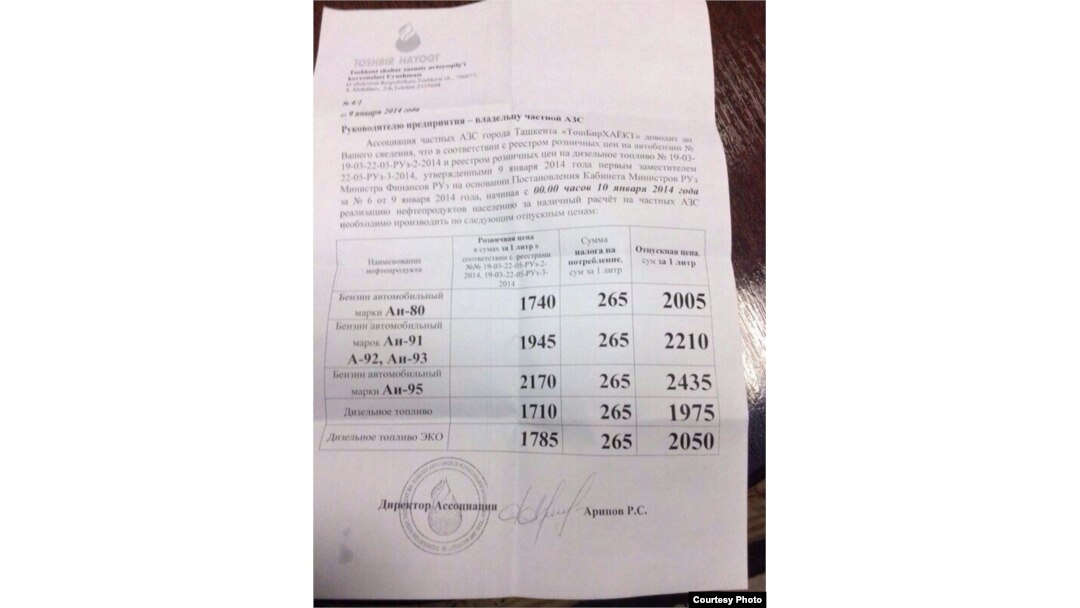 TOSHBIR HAYOOT
Toshkent shahar xususiy avtoyoqilg'i
Korxonalari Uyushmasi
№ 4/1
от 9 января 2014 года
Руководителю предприятия – владельцу частной АЗС
Ассоциация частных АЗС города Ташкента «ТошБирХАЁКТ» доводит до
Вашего сведения, что в соответствии с реестром розничных цен на автобензин №
19-03-22-05-РУз-2-2014 и реестром розничных цен на дизельное топливо № 19-03-
22-05-РУз-3-2014, утвержденными 9 января 2014 года первым заместителем
Министра Финансов РУз на основании Постановления Кабинета Министров РУз
за № 6 от 9 января 2014 года, начиная с 00.00 часов 10 января 2014 года
реализацию нефтепродуктов населению за наличный расчёт на частных АЗС
необходимо производить по следующим отпускным ценам:
Наименование
нефтепродукта
Розничная цена
в сумах за 1 литр в
соответствии с реестрами
№№ 19-03-22-05-РУз-2-
2014, 19-03-22-05-РУз-3-
2014
Сумма
налога на
потребление,
сум за 1 литр
Отпускная цена,
сум за 1 литр
Бензин автомобильный
марки Аи-80
1740 265 2005
Бензин автомобильный
марок Аи-91
А-92, Аи-93
1945 265 2210
Бензин автомобильный
марки Аи-95
2170 265 2435
Дизельное топливо 1710 265 1975
Дизельное топливо ЭКО 1785 265 2050
Директор Ассоциации Арипов Р.С.
Courtesy Photo